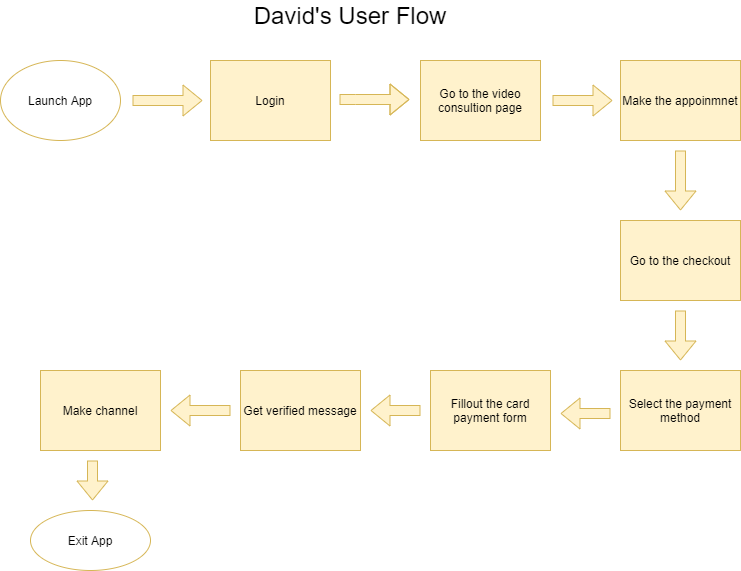 David's User Flow
Launch App
Login
Go to the video
consultion page
Make the appoinmnet
Go to the checkout
Select the payment
method
Fillout the card
payment form
Get verified message
Make channel
Exit App